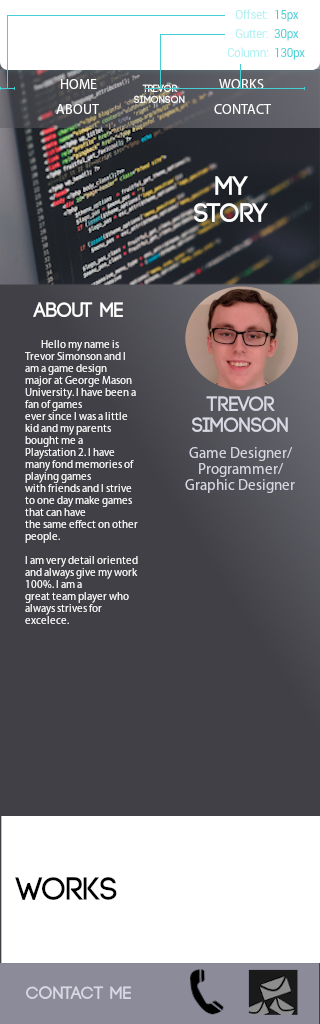 Offset: 15px
Gutter: 30px
Column: 130px
HOME
TREVOR
SIMONSON
WORKS
ABOUT
CONTACT
MY
STORY
ABOUT ME
Hello my name is
Trevor Simonson and I
am a game design
major at George Mason
University. I have been a
fan of games
ever since I was a little
kid and my parents
bought me a
Playstation 2. I have
many fond memories of
playing games
with friends and I strive
to one day make games
that can have
the same effect on other
people.
I am very detail oriented
and always give my work
100%. I am a
great team player who
always strives for
excelece.
TREVOR
SIMONSON
Game Designer/
Programmer/
Graphic Designer
WORKS
CONTACT ME